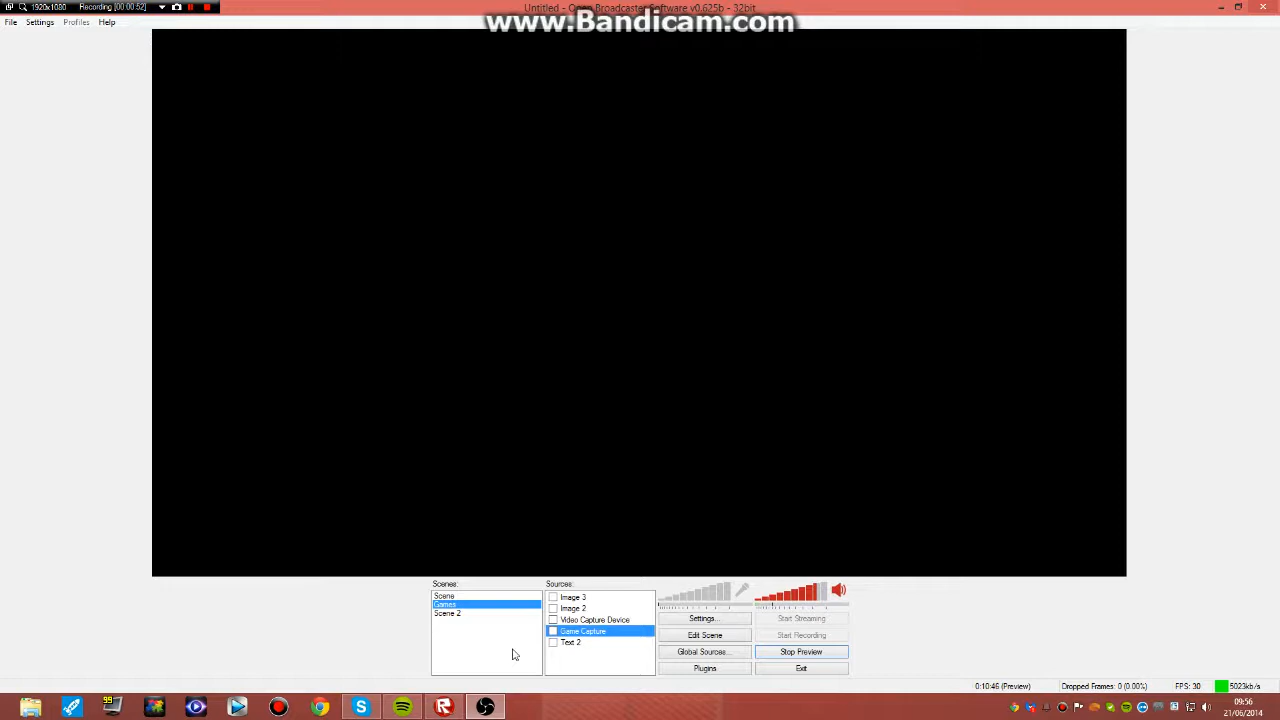 1920x1080 Recording [00:00:52] Untitled - Open Broadcaster Software v0.625b - 32bit
www.Bandicam.com
File Settings Profiles Help
Scenes: Sources:
Scene
Games
Scene 2
Image 3
Image 2
Video Capture Device
Game Capture
Text 2
Settings... Start Streaming
Edit Scene Start Recording
Global Sources... Stop Preview
Plugins Exit
0:10:46 (Preview) Dropped Frames: 0 (0.00%) FPS: 30 5023kb/s
99
09:56
21/06/2014